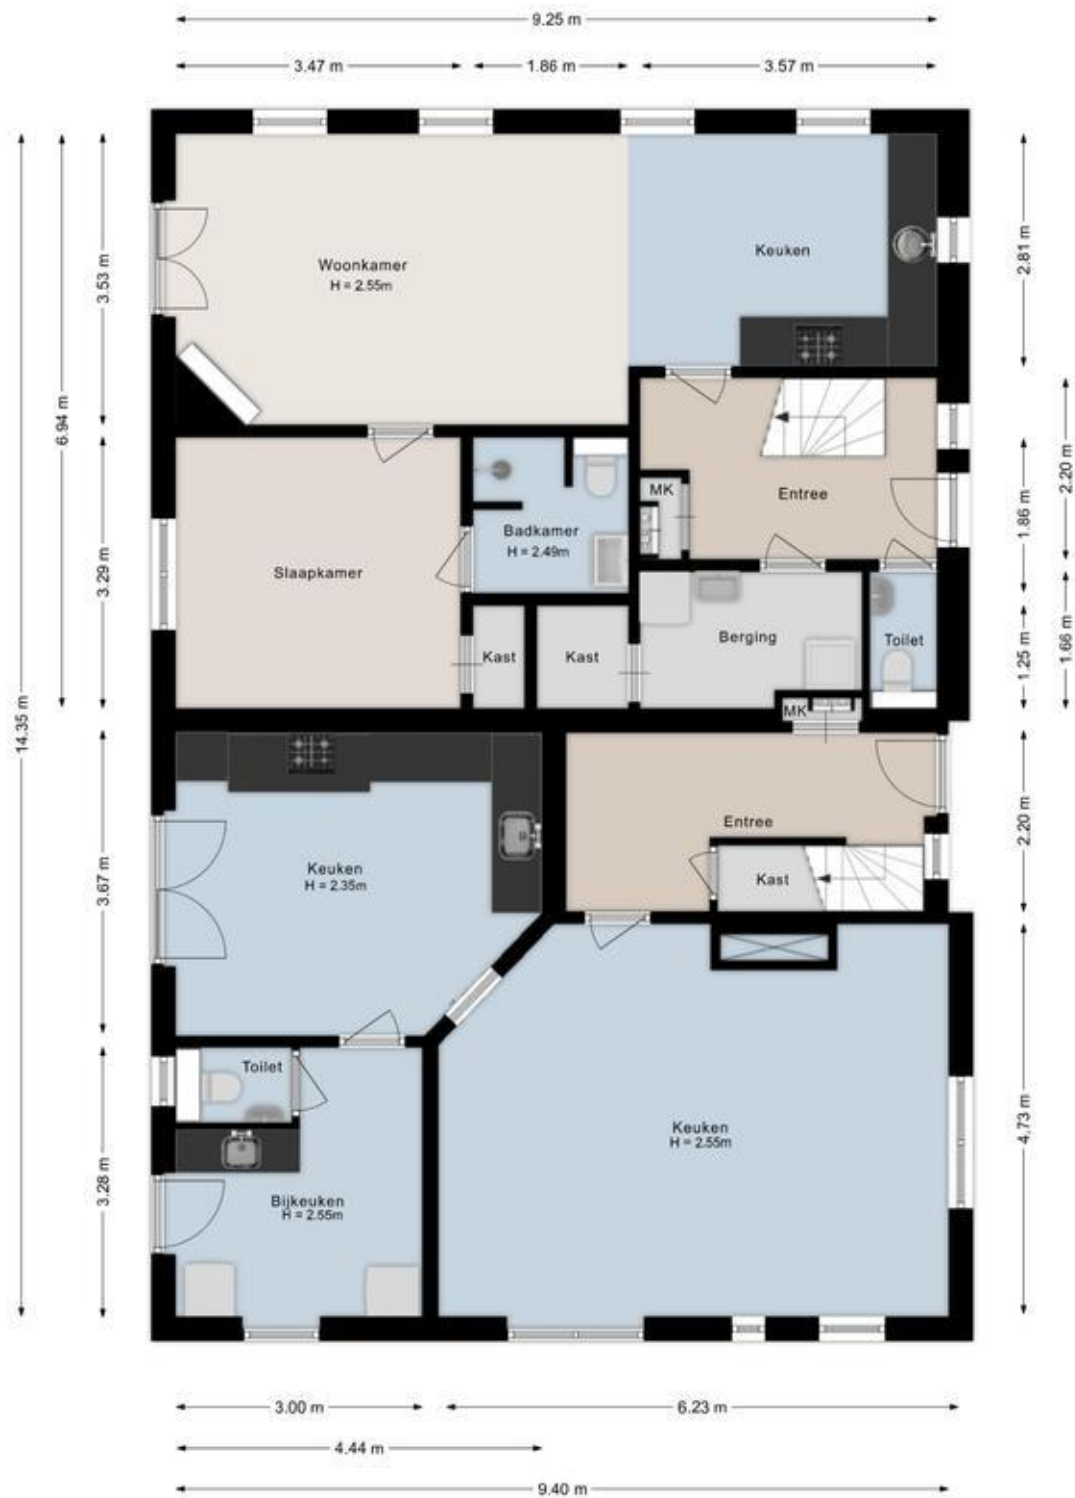 9.25 m
3.47 m
1.86 m
3.57 m
14.35 m
6.94 m
3.53 m
3.29 m
3.67 m
3.28 m
Woonkamer
H = 2.55m
Keuken
2.81 m
2.20 m
1.86 m
1.25 m
1.66 m
2.20 m
4.73 m
MK
Entree
Badkamer
H = 2.49m
Slaapkamer
Kast
Kast
Berging
Toilet
MK
Entree
Keuken
H = 2.35m
Kast
Toilet
Keuken
H = 2.55m
Bijkeuken
H = 2.55m
3.00 m
6.23 m
4.44 m
9.40 m